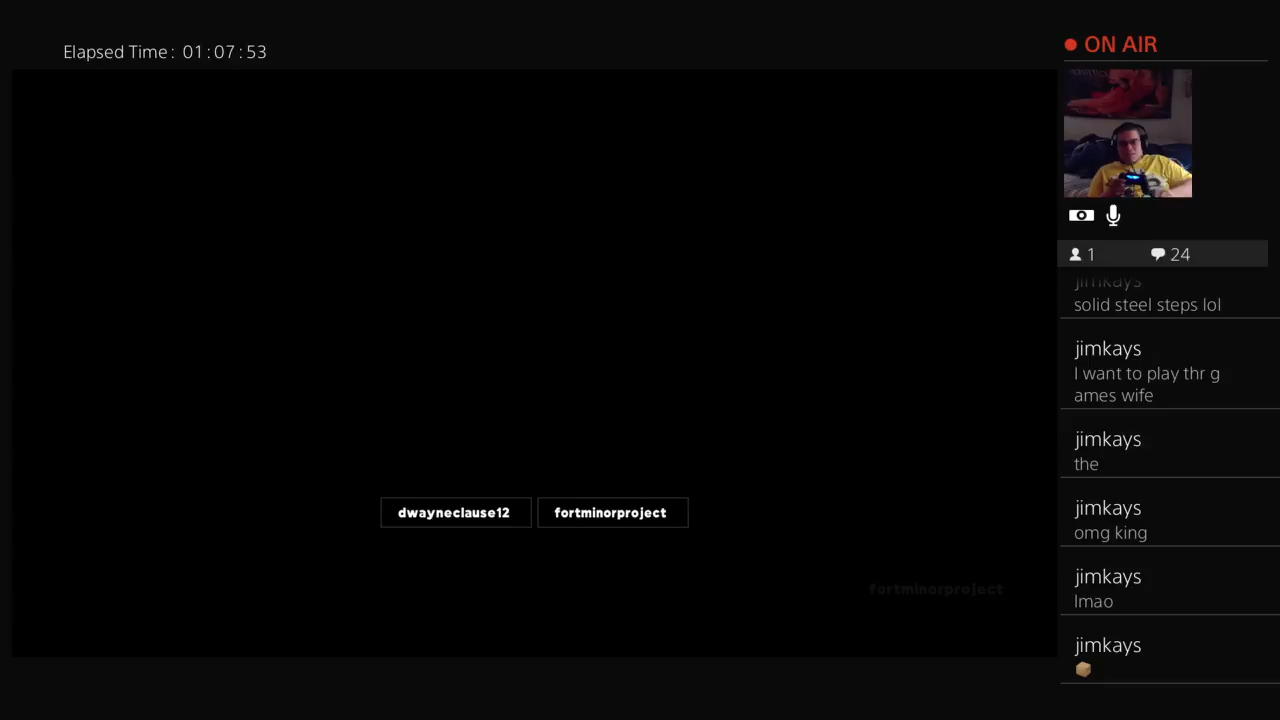 Elapsed Time: 01:07:53
ON AIR
1 24
jimkays
solid steel steps lol
jimkays
I want to play thr g
ames wife
jimkays
the
jimkays
omg king
jimkays
lmao
jimkays
dwayneclause12 fortminorproject
fortminorproject